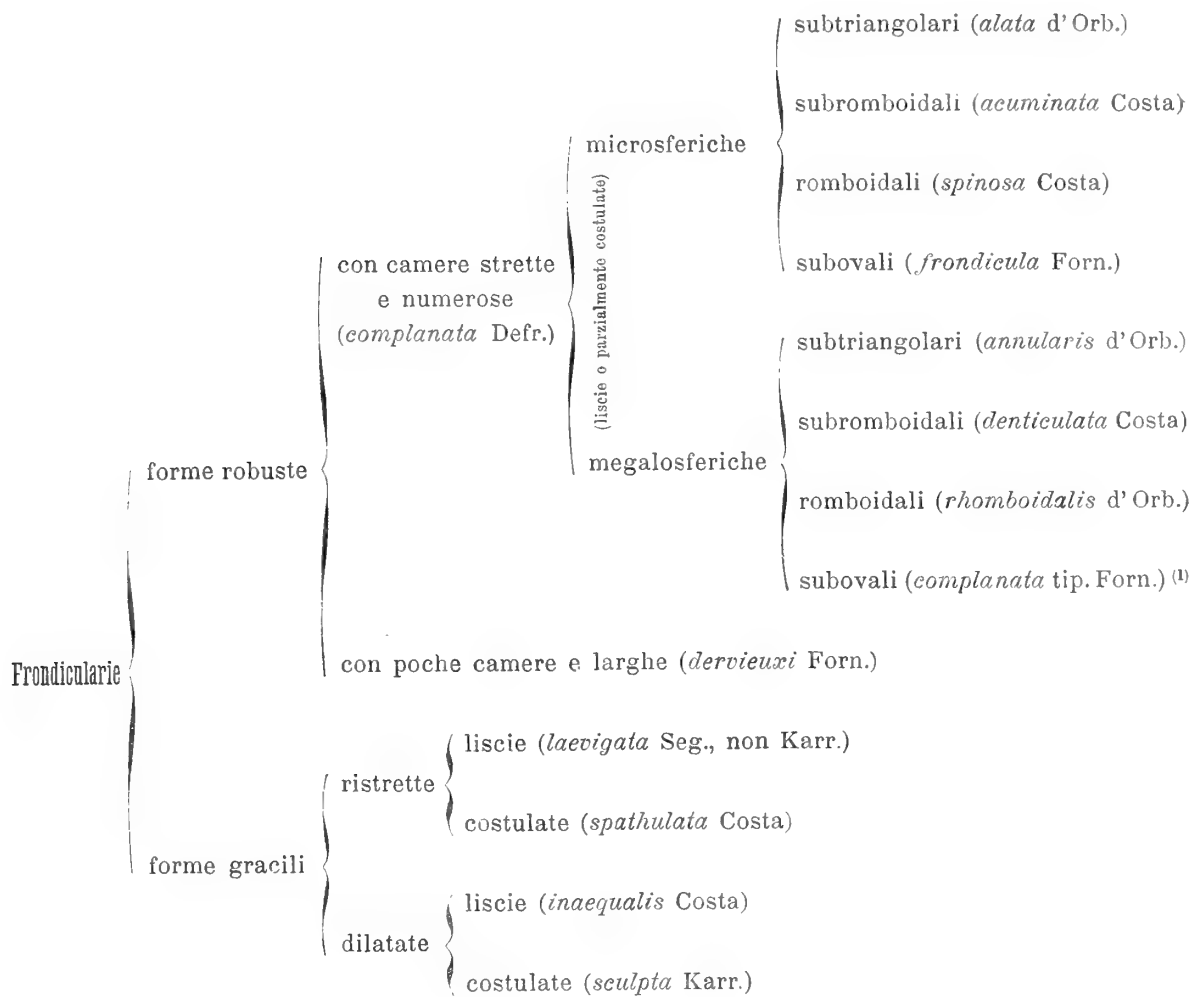 subtriangolari (alata d'Orb.)
subromboidali (acuminata Costa)
microsferiche
romboidali (spinosa Costa)
subovali (frondicula Forn.)
con camere strette
e numerose
(complanata Defr.)
(liscie o parzialmente costulate)
subtriangolari (annularis d'Orb.)
subromboidali (denticulata Costa)
megalosferiche
romboidali (rhomboidalis d'Orb.)
subovali (complanata tip. Forn.) (1)
forme robuste
con poche camere e larghe (dervieuxi Forn.)
Frondicularie
liscie (laevigata Seg., non Karr.)
ristrette
costulate (spathulata Costa)
forme gracili
liscie (inaequalis Costa)
dilatate
costulate (sculpta Karr.)